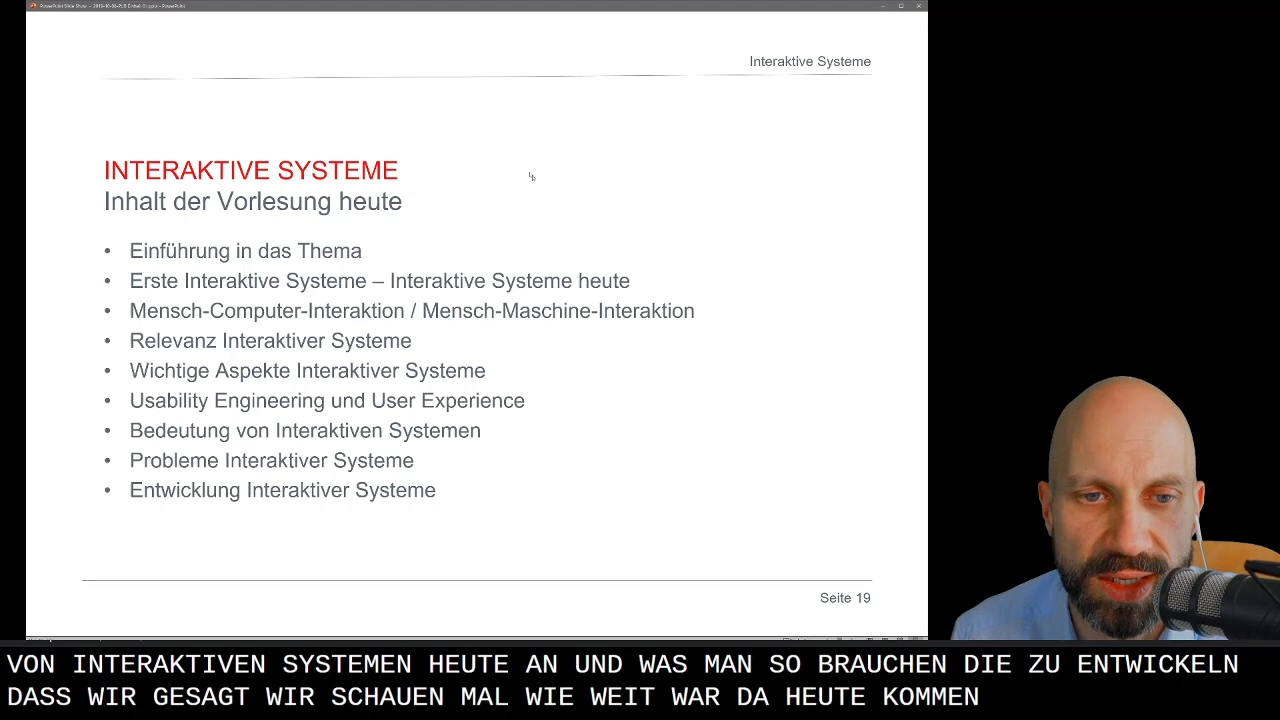 Interaktive Systeme
INTERAKTIVE SYSTEME
Inhalt der Vorlesung heute
• Einführung in das Thema
• Erste Interaktive Systeme – Interaktive Systeme heute
• Mensch-Computer-Interaktion / Mensch-Maschine-Interaktion
• Relevanz Interaktiver Systeme
• Wichtige Aspekte Interaktiver Systeme
• Usability Engineering und User Experience
• Bedeutung von Interaktiven Systemen
• Probleme Interaktiver Systeme
• Entwicklung Interaktiver Systeme
Seite 19
VON INTERAKTIVEN SYSTEMEN HEUTE AN UND WAS MAN SO BRAUCHEN DIE ZU ENTWICKELN
DASS WIR GESAGT WIR SCHAUEN MAL WIE WEIT WAR DA HEUTE KOMMEN